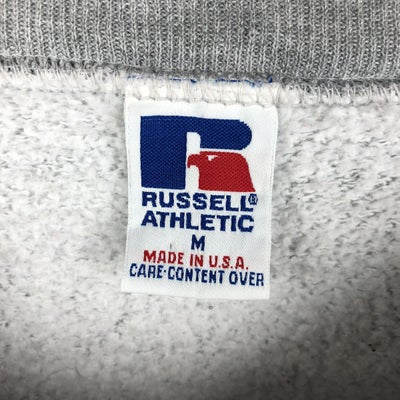 RUSSELL®
ATHLETIC
M
MADE IN U.S.A.
CARE-CONTENT OVER